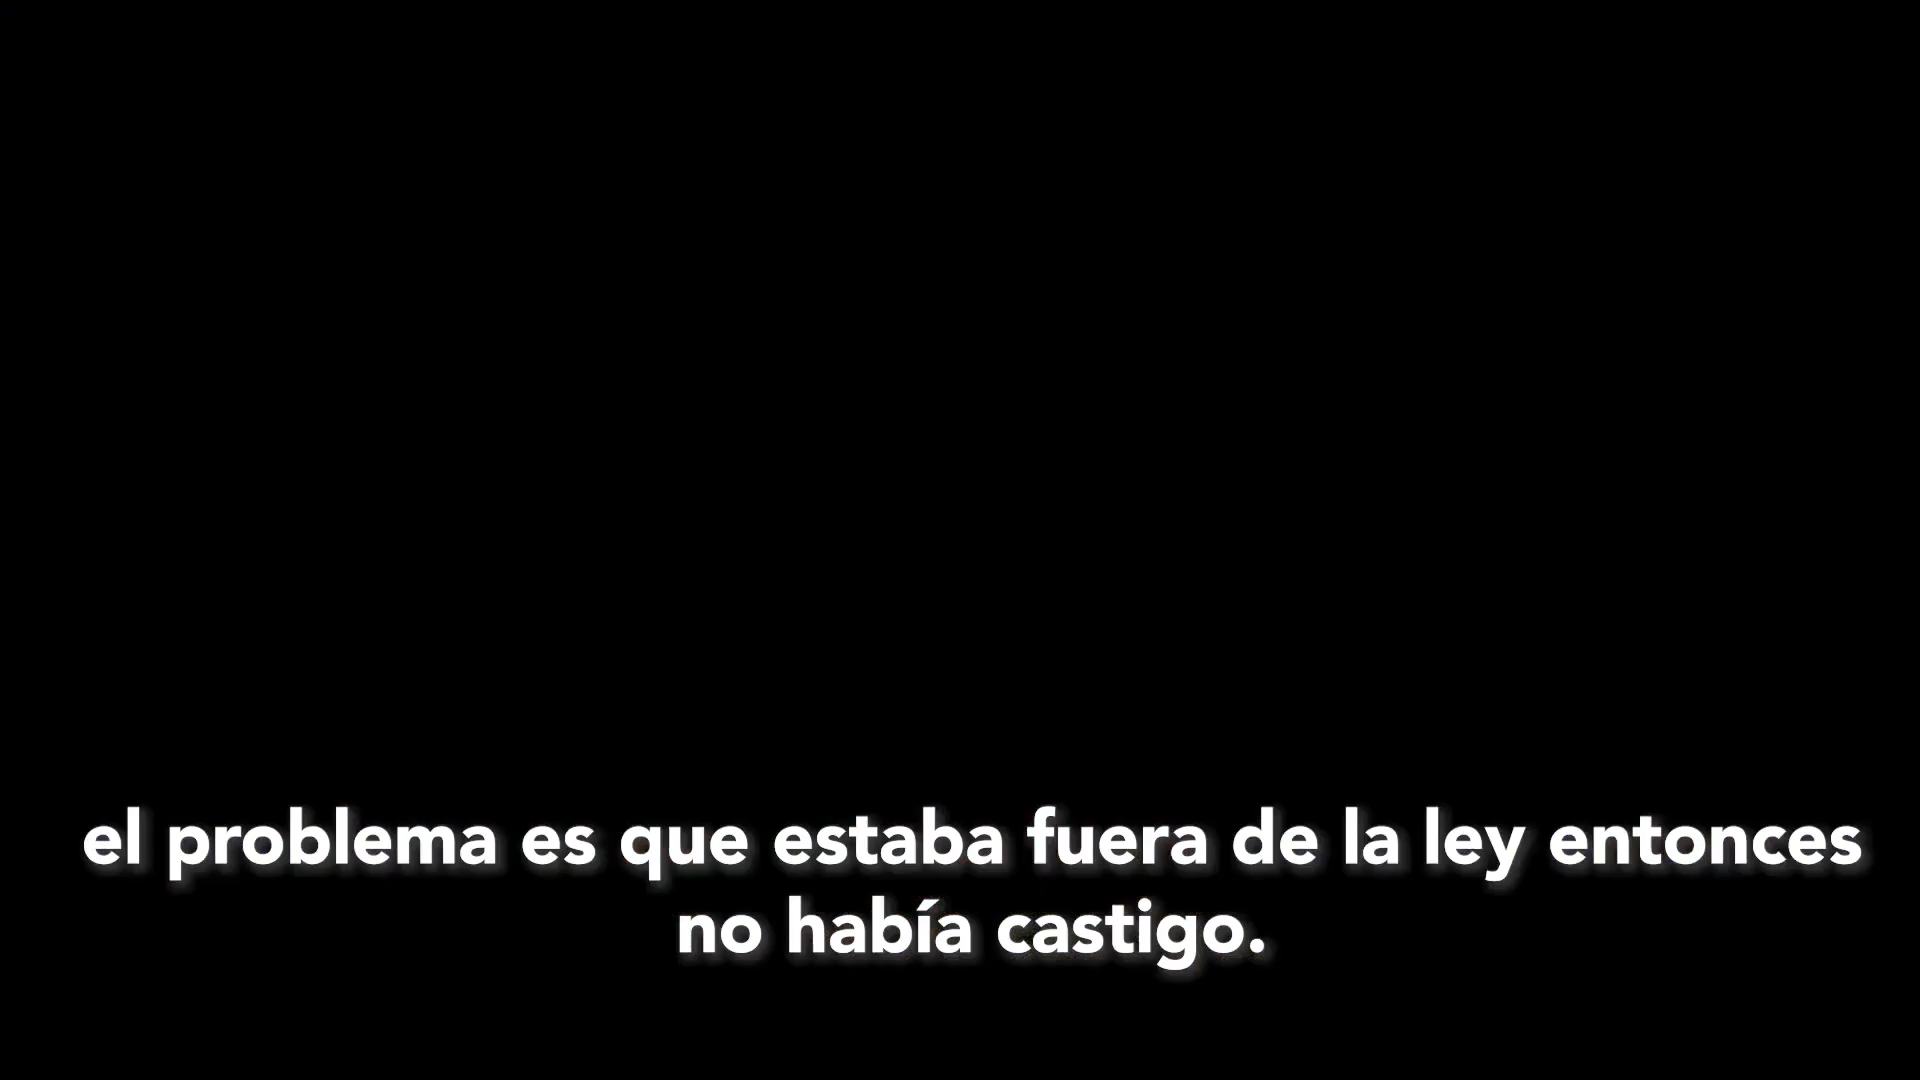 el problema es que estaba fuera de la ley entonces
no había castigo.